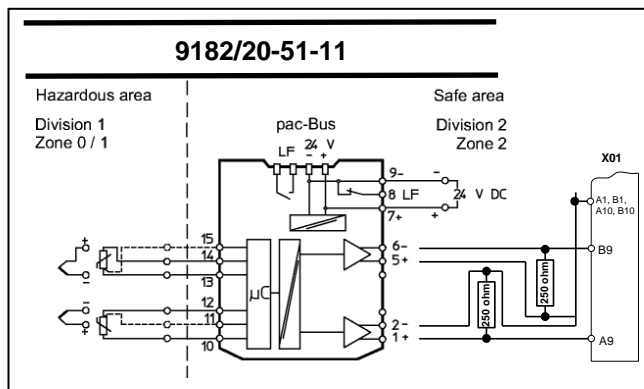 9182/20-51-11
Hazardous area
Safe area
Division 1
Zone 0 / 1
pac-Bus
Division 2
Zone 2
LF 24 V
- +
X01
9-
8 LF
7+
-
24 V DC
+
A1, B1,
A10, B10
15
14
13
+
-
6-
5+
B9
250 ohm
µC
12
11
10
-
+
2-
1+
250 ohm
A9